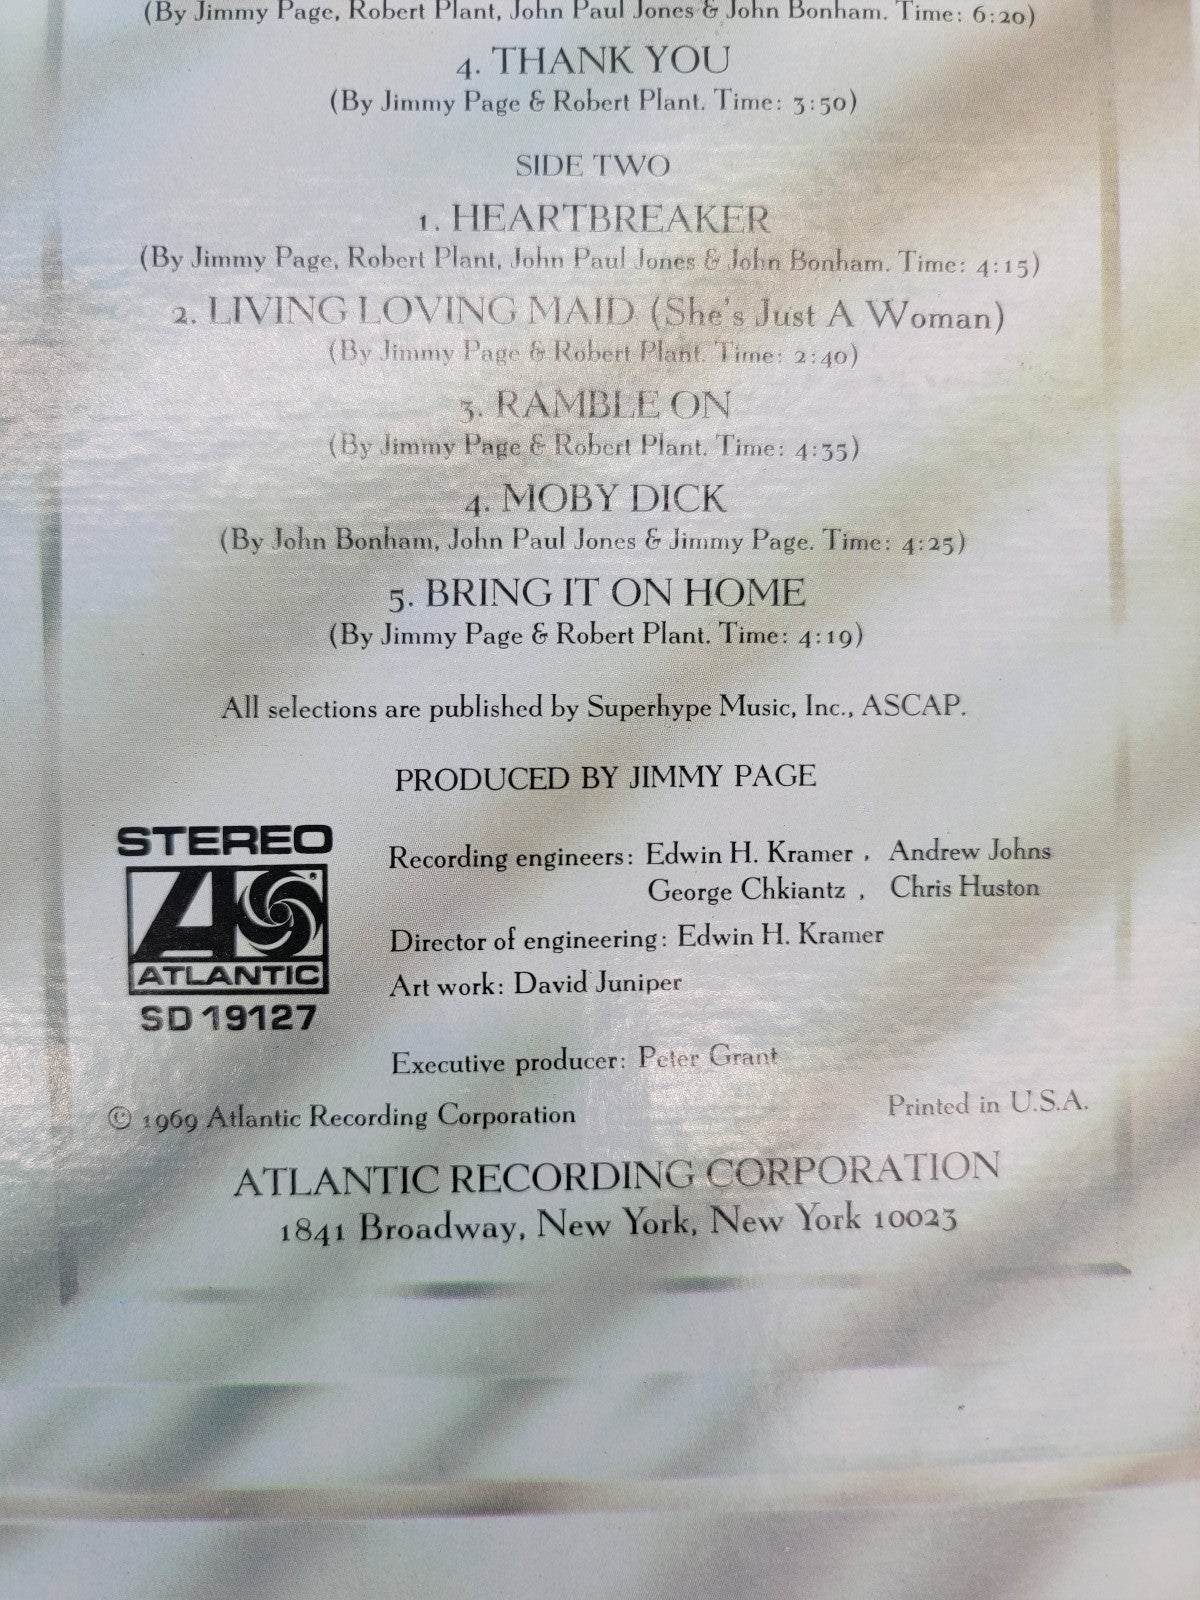 (By Jimmy Page, Robert Plant, John Paul Jones & John Bonham. Time: 6:20)
4. THANK YOU
(By Jimmy Page & Robert Plant. Time: 3:50)
SIDE TWO
1. HEARTBREAKER
(By Jimmy Page, Robert Plant, John Paul Jones & John Bonham. Time: 4:15)
2. LIVING LOVING MAID (She's Just A Woman)
(By Jimmy Page & Robert Plant. Time: 2:40)
3. RAMBLE ON
(By Jimmy Page & Robert Plant. Time: 4:35)
4. MOBY DICK
(By John Bonham, John Paul Jones & Jimmy Page. Time: 4:25)
5. BRING IT ON HOME
(By Jimmy Page & Robert Plant. Time: 4:19)
All selections are published by Superhype Music, Inc., ASCAP.
PRODUCED BY JIMMY PAGE
STEREO
ATLANTIC
SD 19127
Recording engineers: Edwin H. Kramer , Andrew Johns
George Chkiantz , Chris Huston
Director of engineering: Edwin H. Kramer
Art work: David Juniper
Executive producer: Peter Grant
© 1969 Atlantic Recording Corporation
Printed in U.S.A.
ATLANTIC RECORDING CORPORATION
1841 Broadway, New York, New York 10023